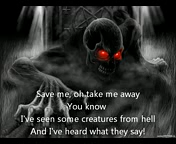 Save me, oh take me away
You know
I've seen some creatures from hell
And I've heard what they say!